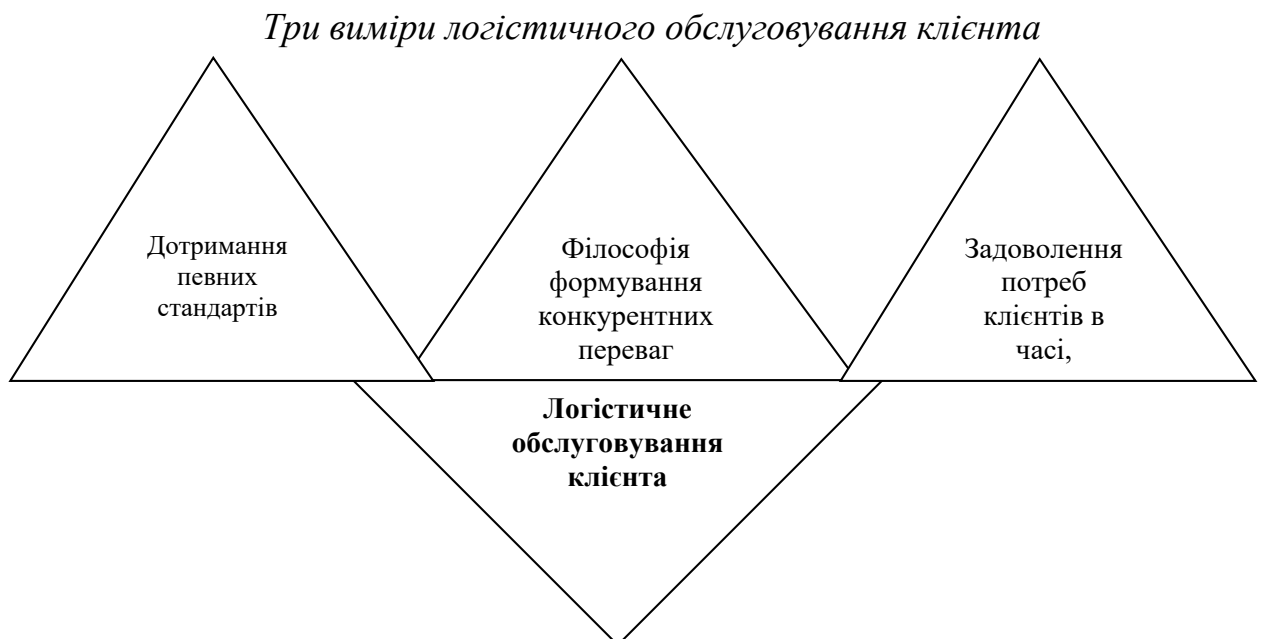 Три виміри логістичного обслуговування клієнта
Дотримання
певних
стандартів
Філософія
формування
конкурентних
переваг
Задоволення
потреб
клієнтів в
часі,
Логістичне
обслуговування
клієнта